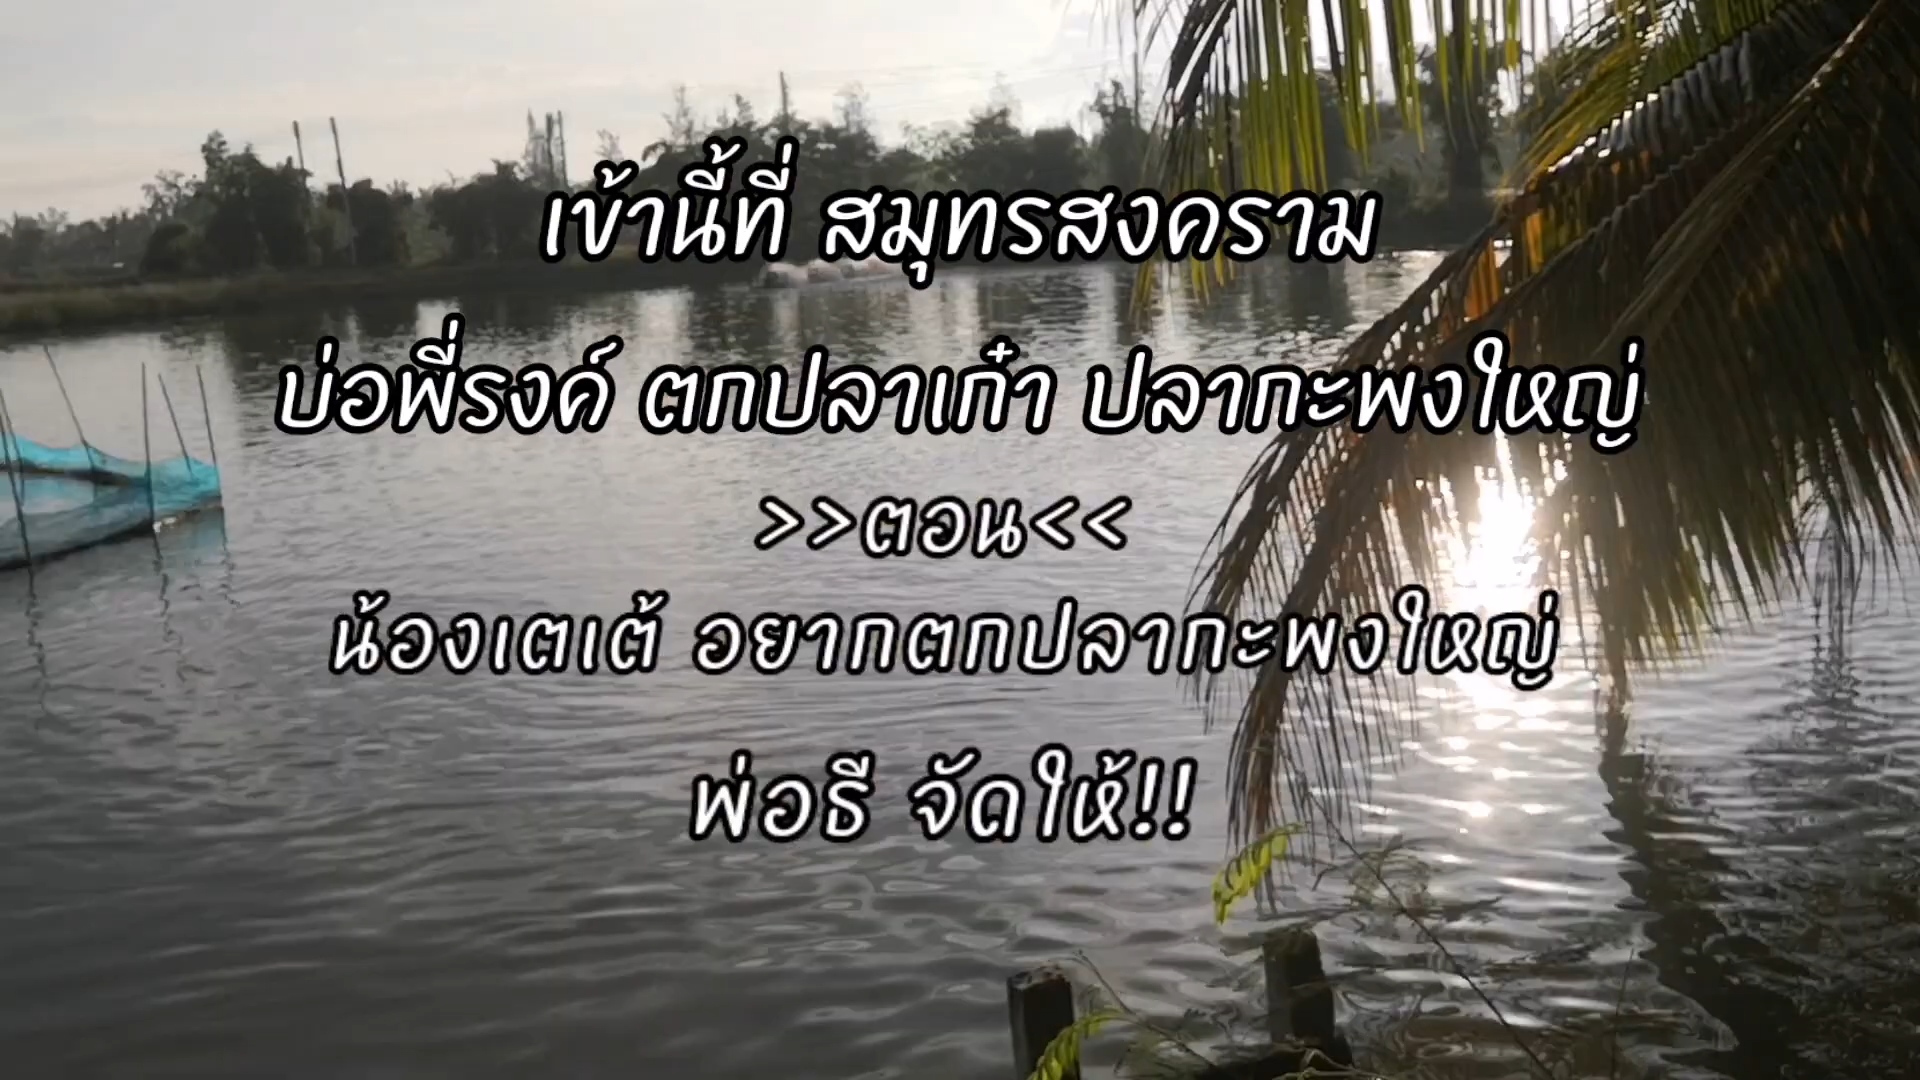 เข้านี้ที่ สมุทรสงคราม
บ่อพี่รงค์ ตกปลาเก๋า ปลากะพงใหญ่
>>ตอน<<
น้องเตเต้ อยากตกปลากะพงใหญ่
พ่อธี จัดให้!!